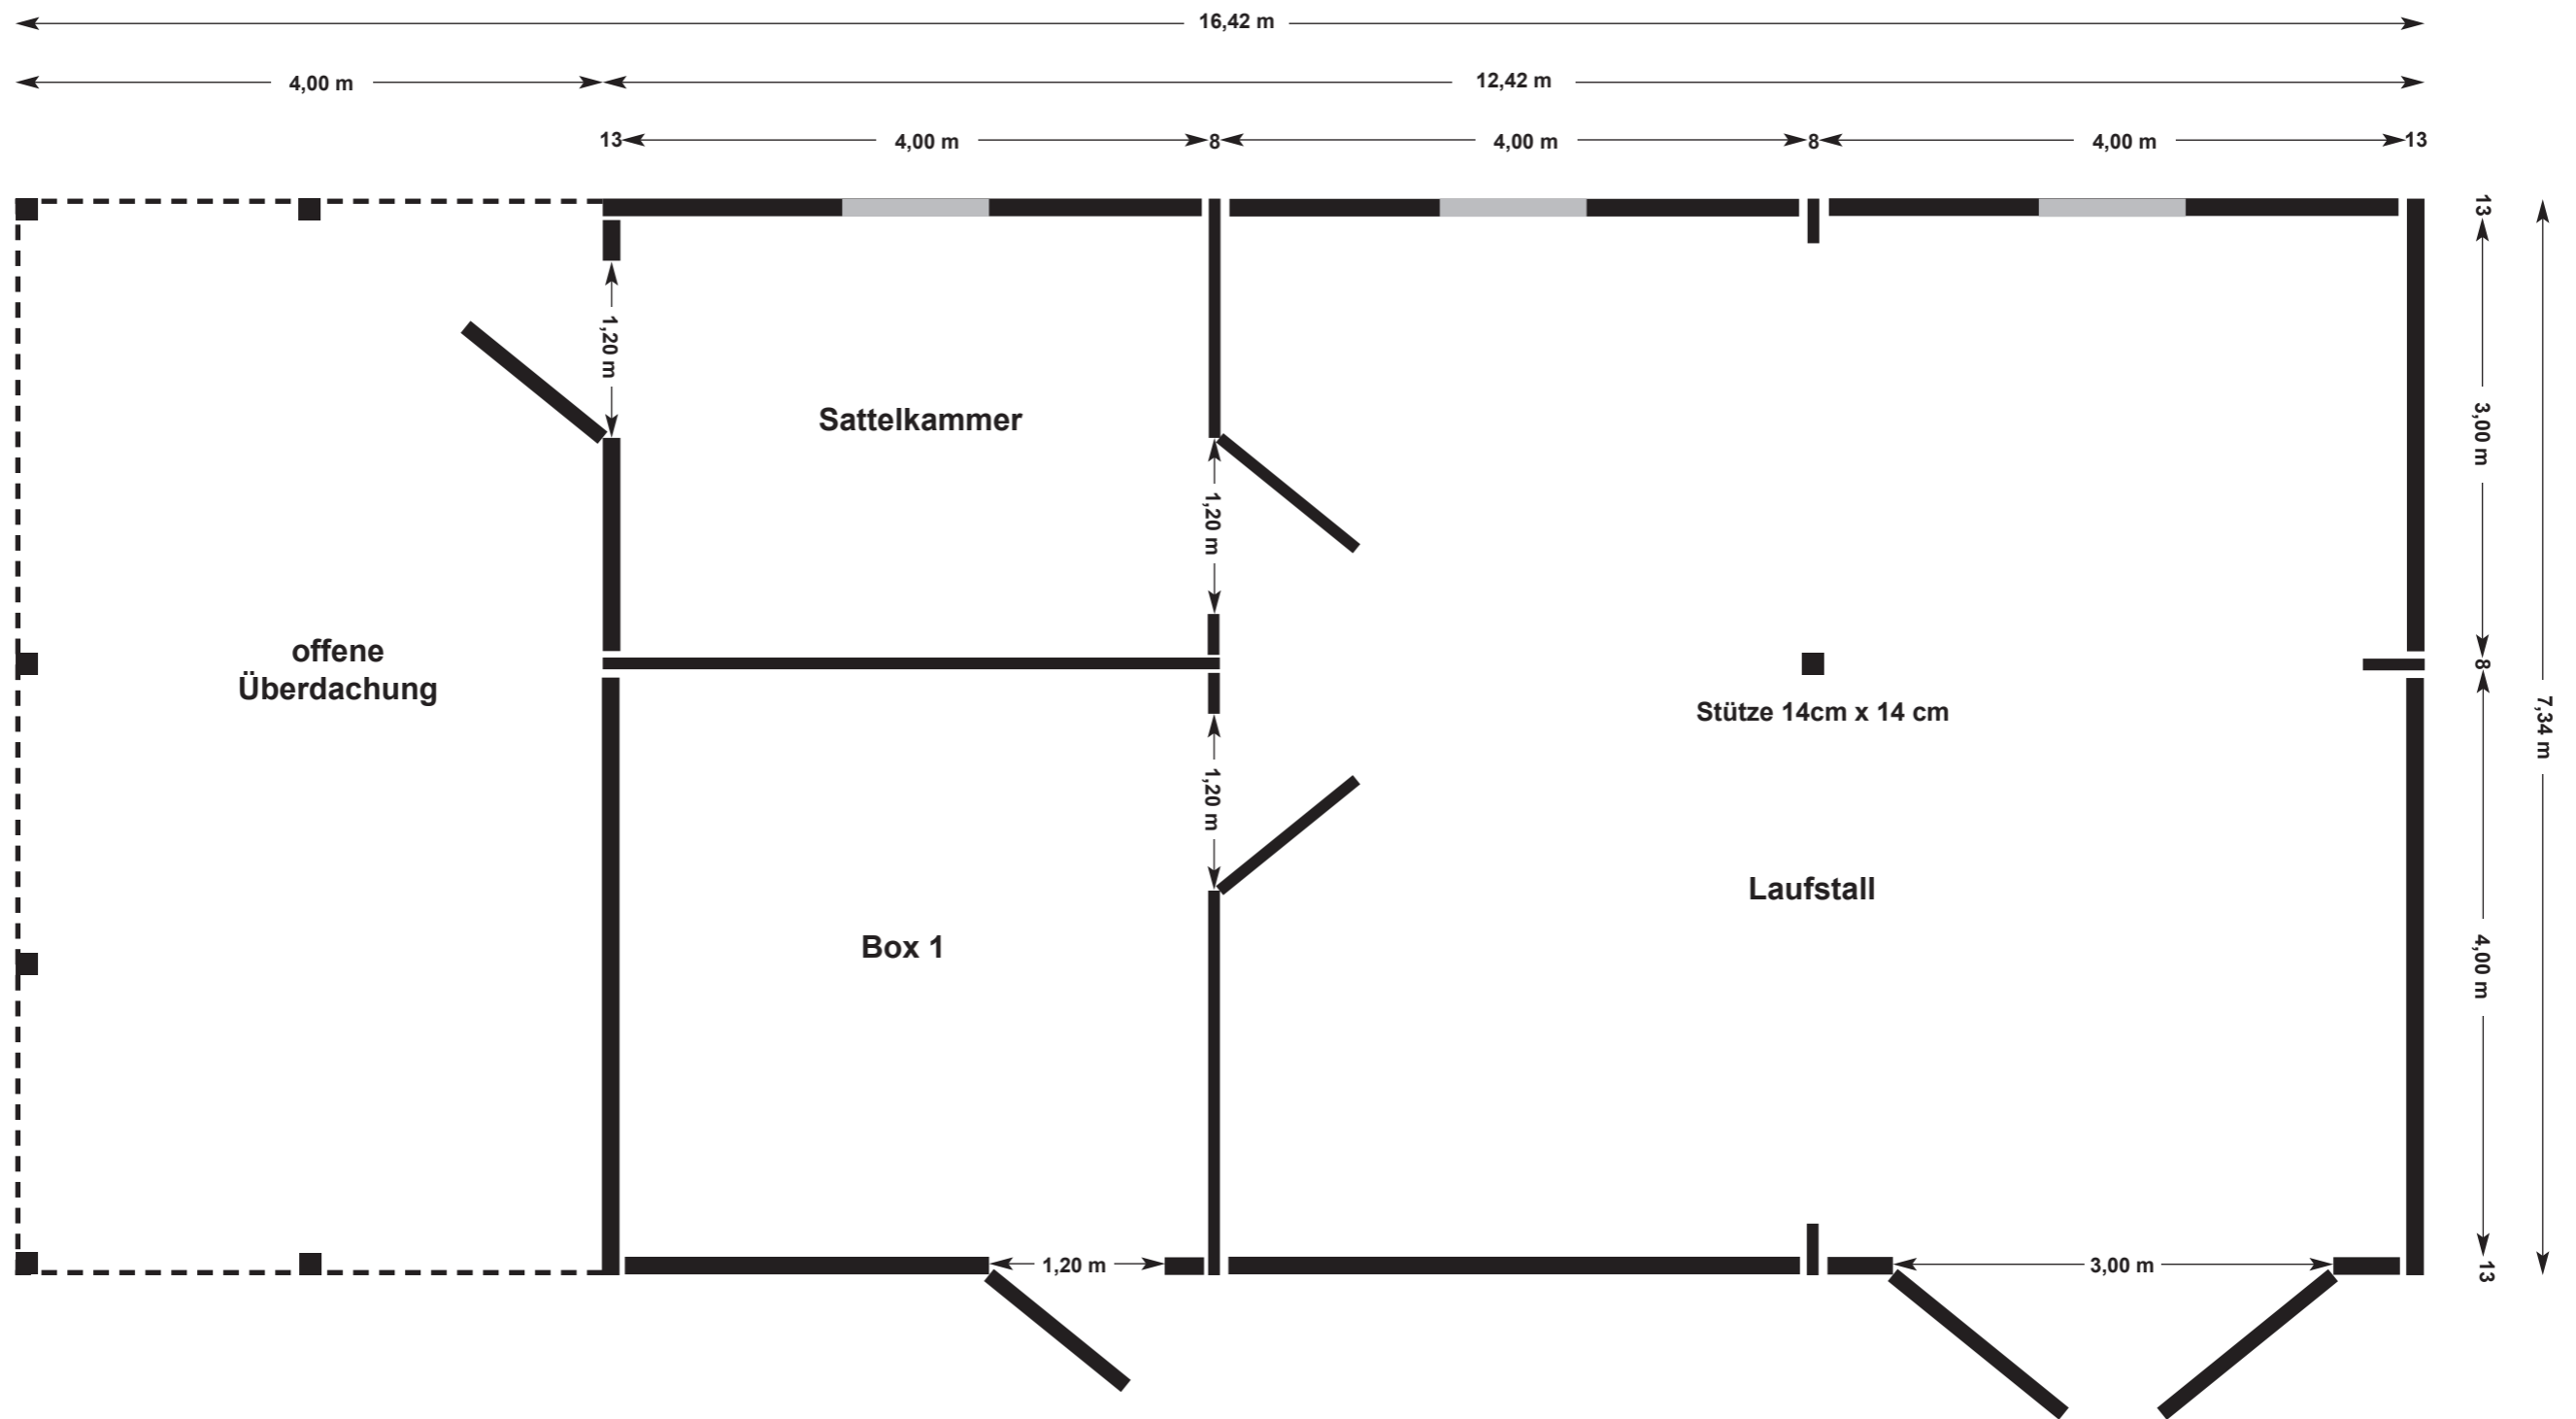 16,42 m
4,00 m
12,42 m
13
4,00 m
8
4,00 m
8
4,00 m
13
13
1,20 m
Sattelkammer
3,00 m
1,20 m
offene
Überdachung
8
Stütze 14cm x 14 cm
7,34 m
1,20 m
Laufstall
Box 1
4,00 m
1,20 m
3,00 m
13